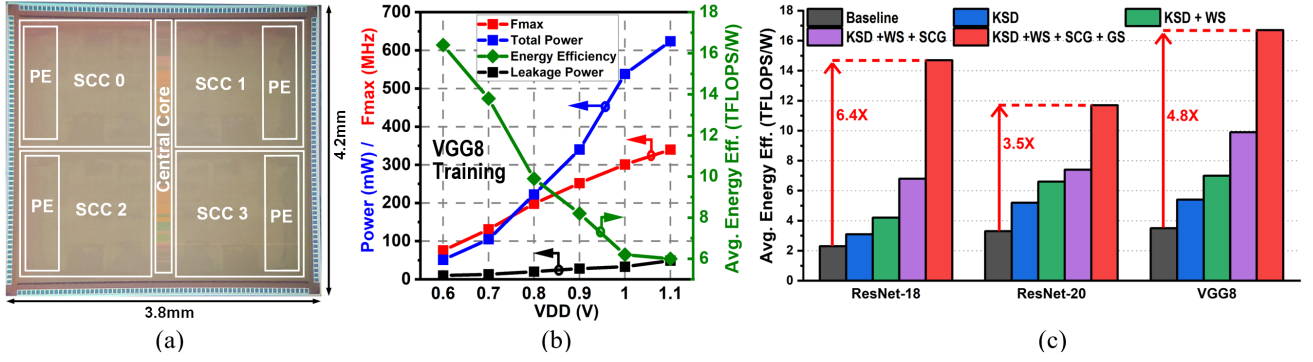 PE
SCC 0
Central Core
SCC 1
PE
PE
SCC 2
SCC 3
PE
4.2mm
3.8mm
(a)
Power (mW) / Fmax (MHz)
700
600
500
400
300
200
100
0
Fmax
Total Power
Energy Efficiency
Leakage Power
VGG8
Training
0.6 0.7 0.8 0.9 1 1.1
VDD (V)
18
16
14
12
10
8
6
Avg. Energy Eff. (TFLOPS/W)
(b)
Baseline KSD KSD + WS
KSD +WS + SCG KSD +WS + SCG + GS
Avg. Energy Eff. (TFLOPS/W)
18
16
14
12
10
8
6
4
2
0
6.4X
3.5X
4.8X
ResNet-18 ResNet-20 VGG8
(c)